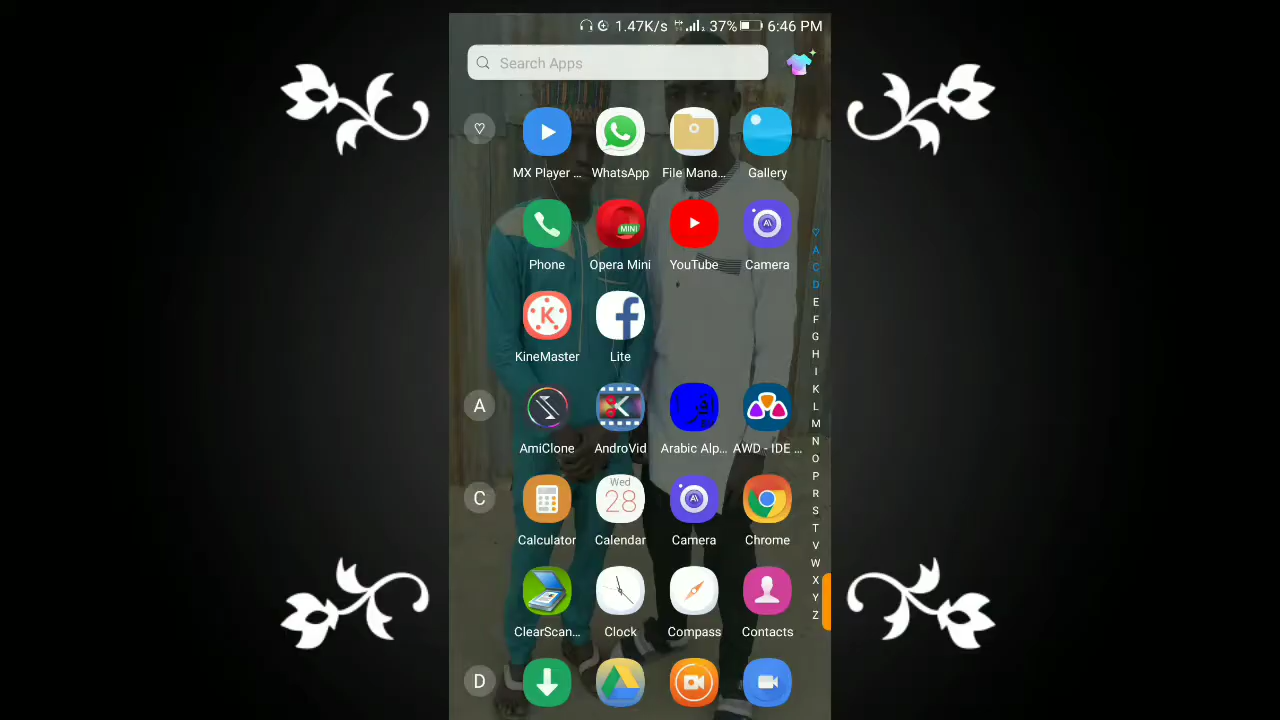 1.47K/s 37% 6:46 PM
Search Apps
MX Player ... WhatsApp File Mana... Gallery
MINI
Phone Opera Mini YouTube Camera
K
KineMaster Lite
A
AmiClone AndroVid Arabic Alp... AWD - IDE ...
Wed
C 28
Calculator Calendar Camera Chrome
ClearScan... Clock Compass Contacts
D
A
C
D
E
F
G
H
I
K
L
M
N
O
P
R
S
T
V
W
X
Y
Z